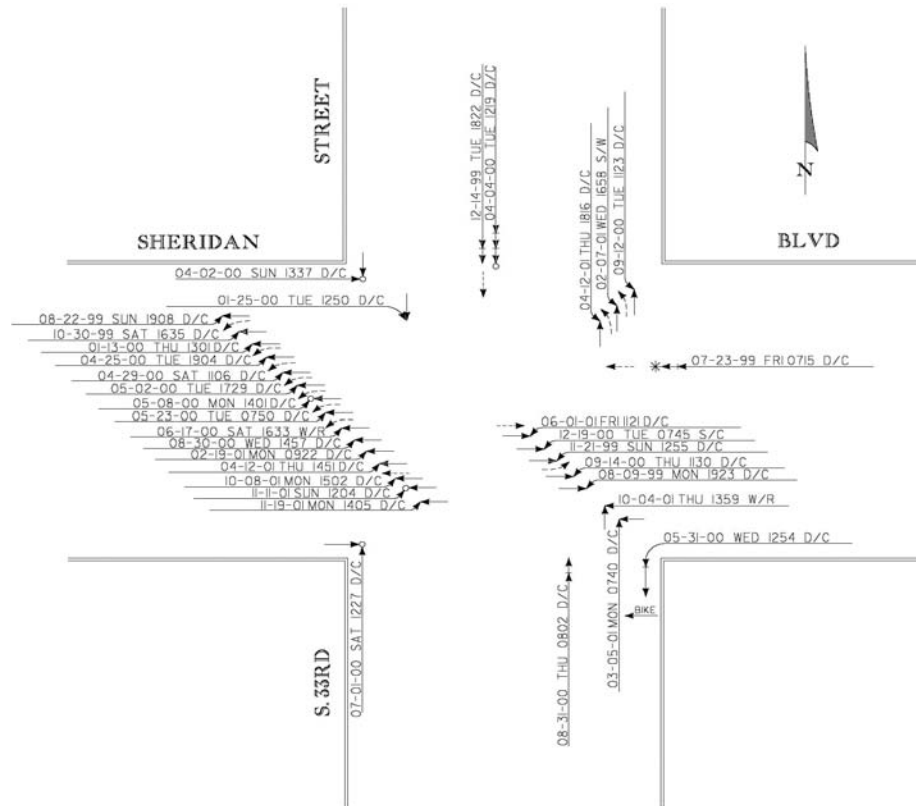 STREET
12-14-99 TUE 1822 D/C
04-04-00 TUE 1219 D/C
04-12-01 THU 1816 D/C
02-07-01 WED 1658 S/W
09-12-00 TUE 1123 D/C
N
SHERIDAN
BLVD
04-02-00 SUN 1337 D/C
01-25-00 TUE 1250 D/C
08-22-99 SUN 1908 D/C
10-30-99 SAT 1635 D/C
01-13-00 THU 1301 D/C
04-25-00 TUE 1904 D/C
04-29-00 SAT 1106 D/C
05-02-00 TUE 1729 D/C
05-08-00 MON 1401 D/C
05-23-00 TUE 0750 D/C
06-17-00 SAT 1633 W/R
08-30-00 WED 1457 D/C
02-19-01 MON 0922 D/C
04-12-01 THU 1451 D/C
10-08-01 MON 1502 D/C
11-11-01 SUN 1204 D/C
11-19-01 MON 1405 D/C
07-23-99 FRI 0715 D/C
06-01-01 FRI 1121 D/C
12-19-00 TUE 0745 S/C
11-21-99 SUN 1255 D/C
09-14-00 THU 1130 D/C
08-09-99 MON 1923 D/C
10-04-01 THU 1359 W/R
05-31-00 WED 1254 D/C
S. 33RD
07-01-00 SAT 1227 D/C
08-31-00 THU 0802 D/C
03-05-01 MON 0740 D/C
BIKE